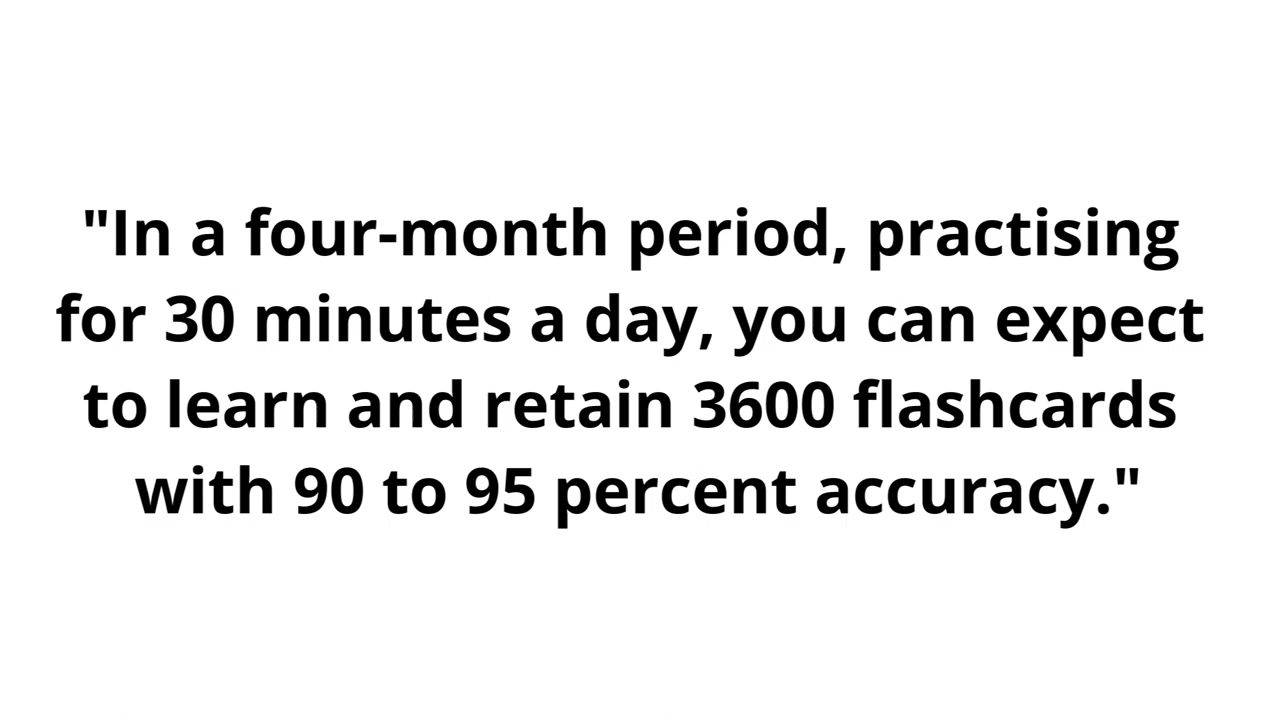 "In a four-month period, practising
for 30 minutes a day, you can expect
to learn and retain 3600 flashcards
with 90 to 95 percent accuracy."